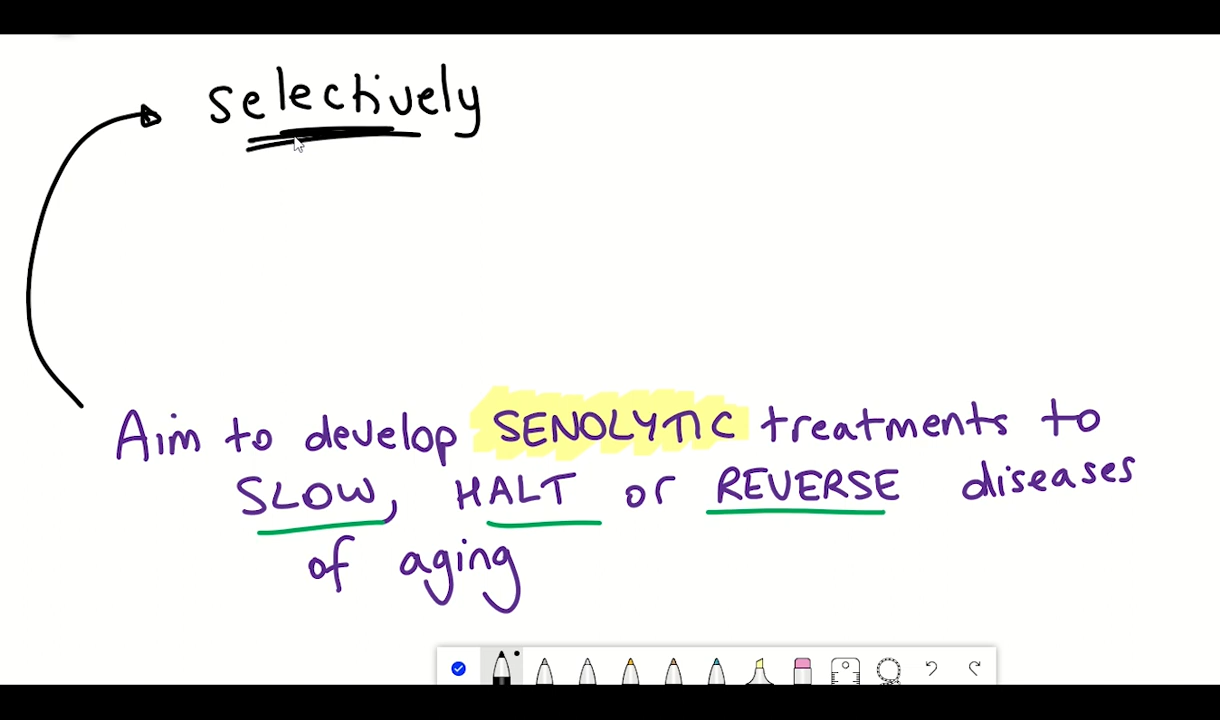 selectively
Aim to develop SENOLYTIC treatments to
SLOW, HALT or REVERSE diseases
of aging